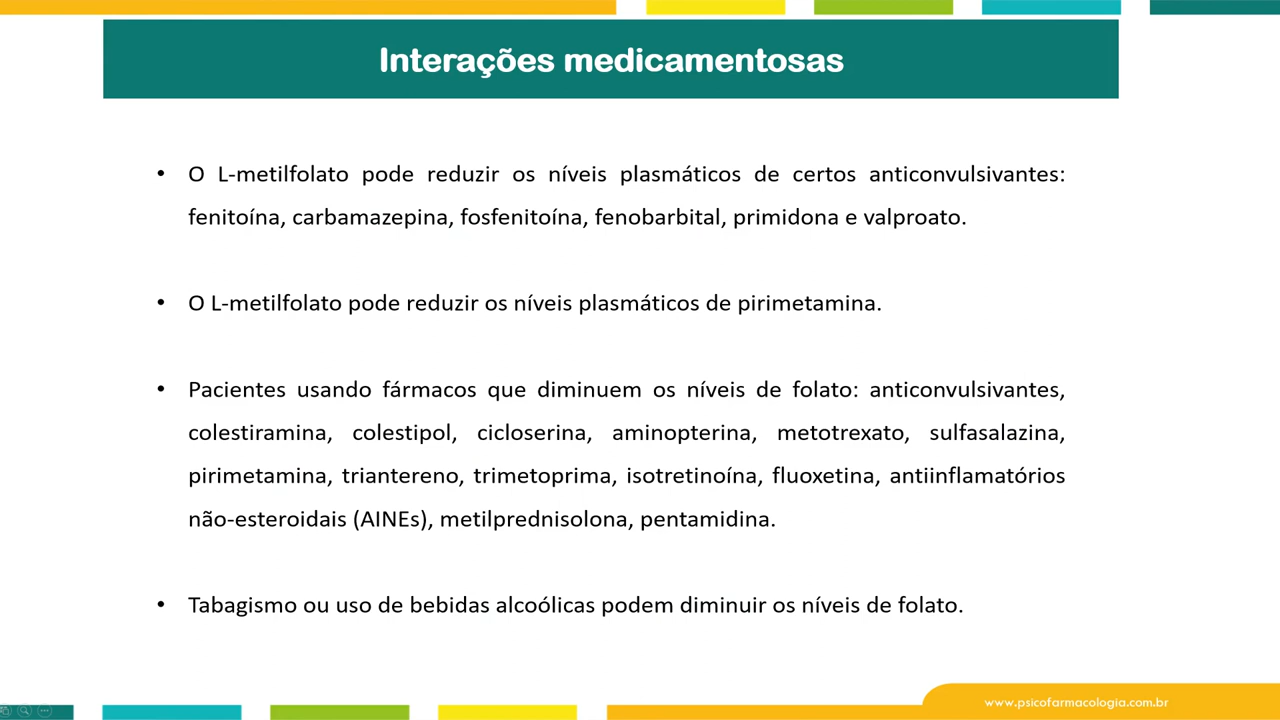 Interações medicamentosas
• O L-metilfolato pode reduzir os níveis plasmáticos de certos anticonvulsivantes:
fenitoína, carbamazepina, fosfenitoína, fenobarbital, primidona e valproato.
• O L-metilfolato pode reduzir os níveis plasmáticos de pirimetamina.
• Pacientes usando fármacos que diminuem os níveis de folato: anticonvulsivantes,
colestiramina, colestipol, cicloserina, aminopterina, metotrexato, sulfasalazina,
pirimetamina, triantereno, trimetoprima, isotretinoína, fluoxetina, antiinflamatórios
não-esteroidais (AINEs), metilprednisolona, pentamidina.
• Tabagismo ou uso de bebidas alcoólicas podem diminuir os níveis de folato.
www.psicofarmacologia.com.br